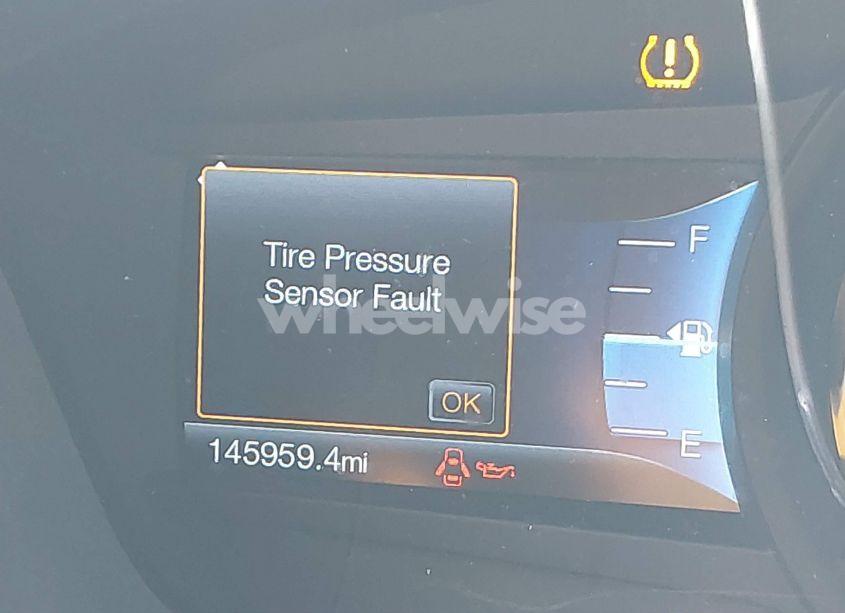 Tire Pressure
Sensor Fault
wheelwise
OK
F
E
145959.4mi